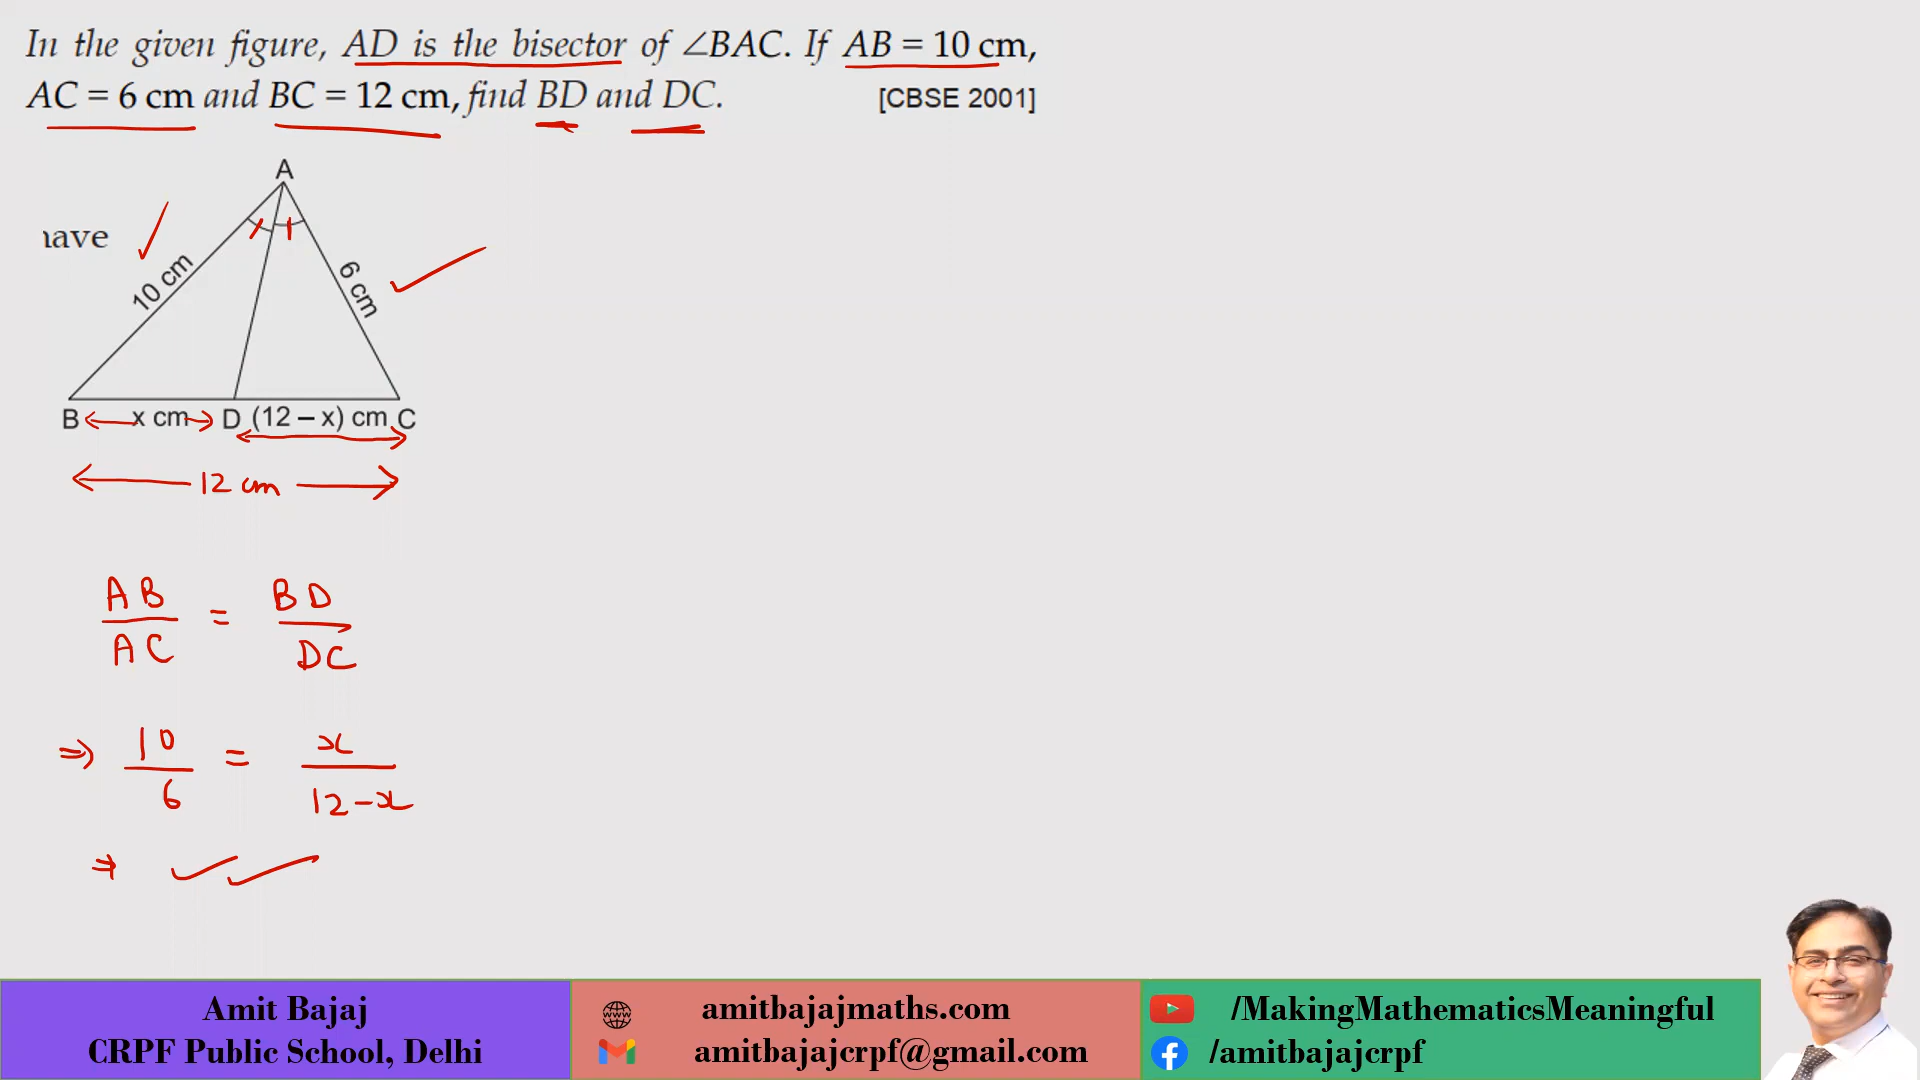 In the given figure, AD is the bisector of ∠BAC. If AB = 10 cm,
AC = 6 cm and BC = 12 cm, find BD and DC. [CBSE 2001]
A
have
10 cm
6 cm
B x cm D (12 – x) cm C
12 cm
AB/AC = BD/DC
⇒ 10/6 = x/12-x
⇒
Amit Bajaj
CRPF Public School, Delhi
amitbajajmaths.com
amitbajajcrpf@gmail.com
/MakingMathematicsMeaningful
/amitbajajcrpf